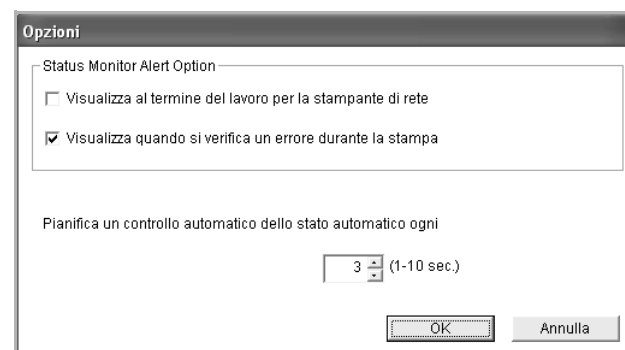 Opzioni
Status Monitor Alert Option
Visualizza al termine del lavoro per la stampante di rete
Visualizza quando si verifica un errore durante la stampa
Pianifica un controllo automatico dello stato automatico ogni
3 (1-10 sec.)
OK Annulla